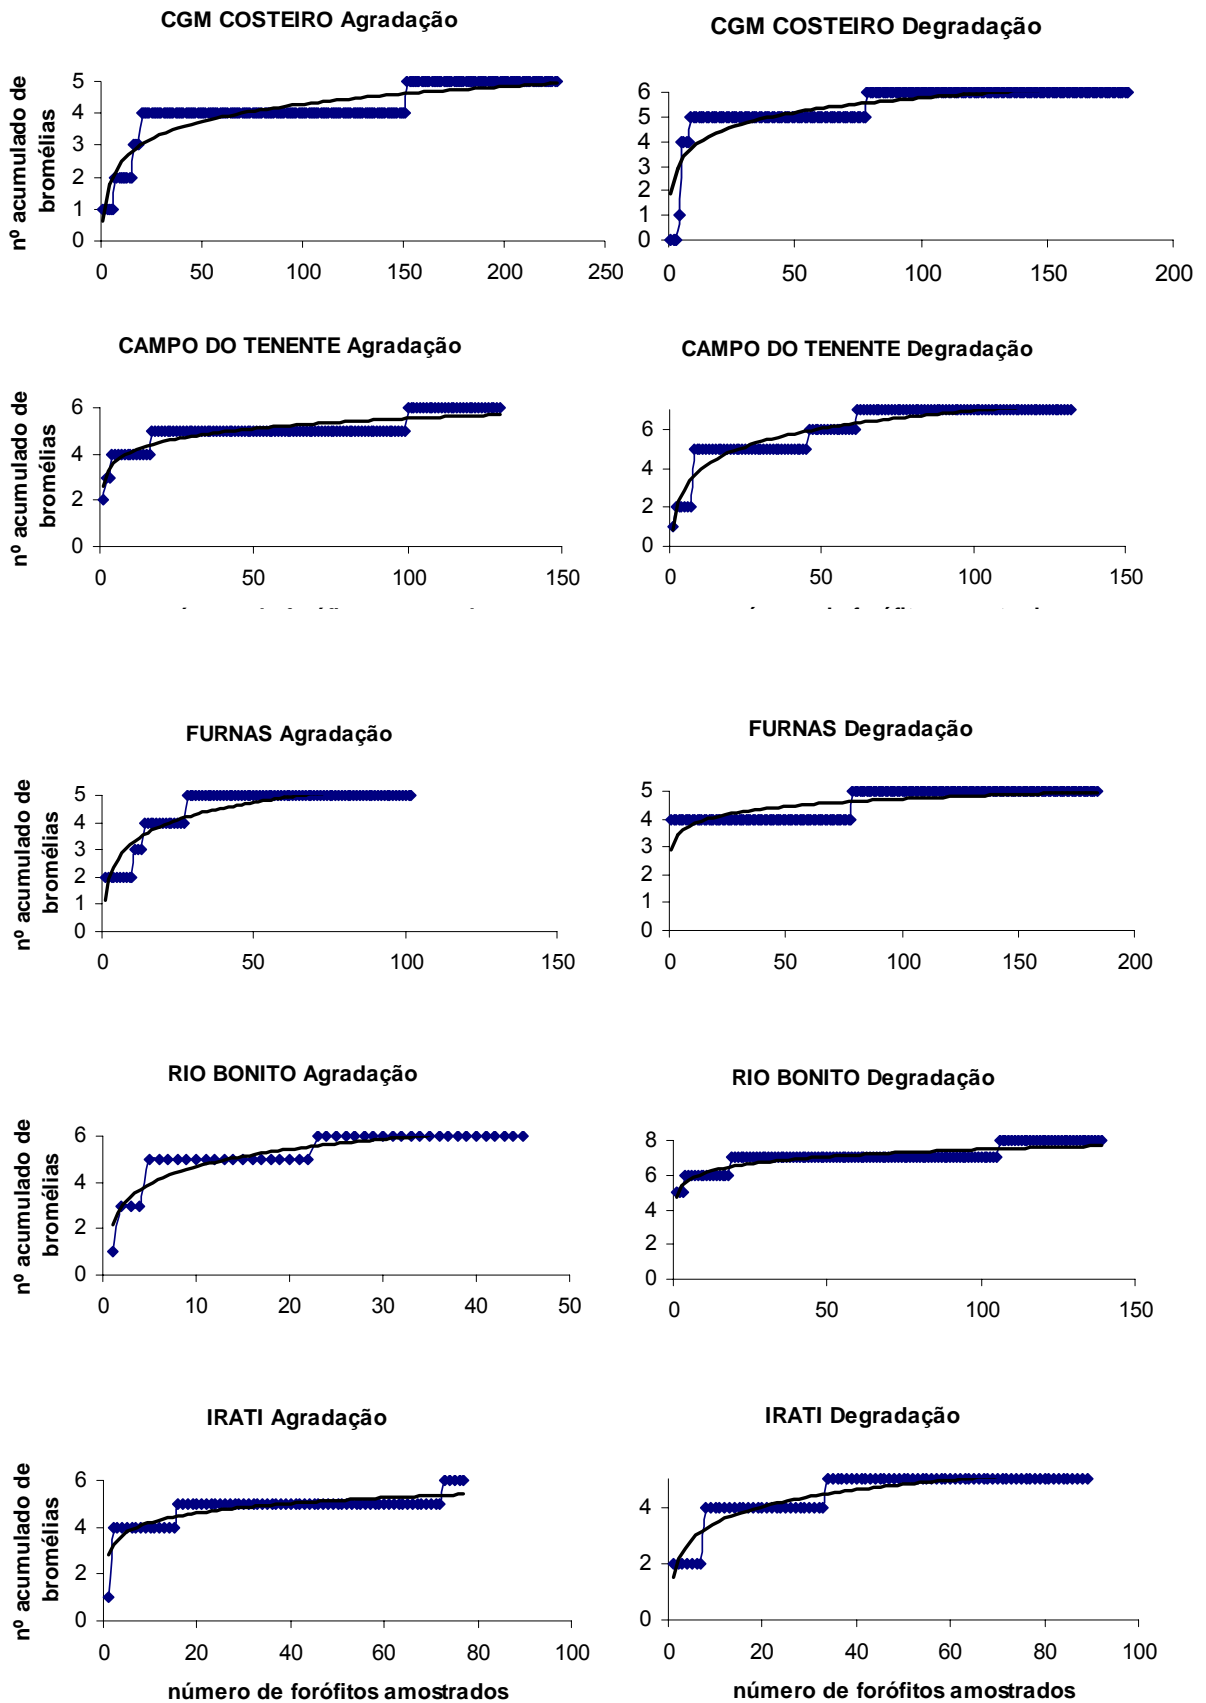 CGM COSTEIRO Agradação
nº acumulado de
bromélias
5
4
3
2
1
0
0 50 100 150 200 250
CGM COSTEIRO Degradação
6
5
4
3
2
1
0
0 50 100 150 200
CAMPO DO TENENTE Agradação
nº acumulado de
bromélias
6
4
2
0
0 50 100 150
CAMPO DO TENENTE Degradação
6
4
2
0
0 50 100 150
FURNAS Agradação
nº acumulado de
bromélias
5
4
3
2
1
0
0 50 100 150
FURNAS Degradação
5
4
3
2
1
0
0 50 100 150 200
RIO BONITO Agradação
nº acumulado de
bromélias
6
4
2
0
0 10 20 30 40 50
RIO BONITO Degradação
8
6
4
2
0
0 50 100 150
IRATI Agradação
nº acumulado de
bromélias
6
4
2
0
0 20 40 60 80 100
número de forófitos amostrados
IRATI Degradação
4
2
0
0 20 40 60 80 100
número de forófitos amostrados